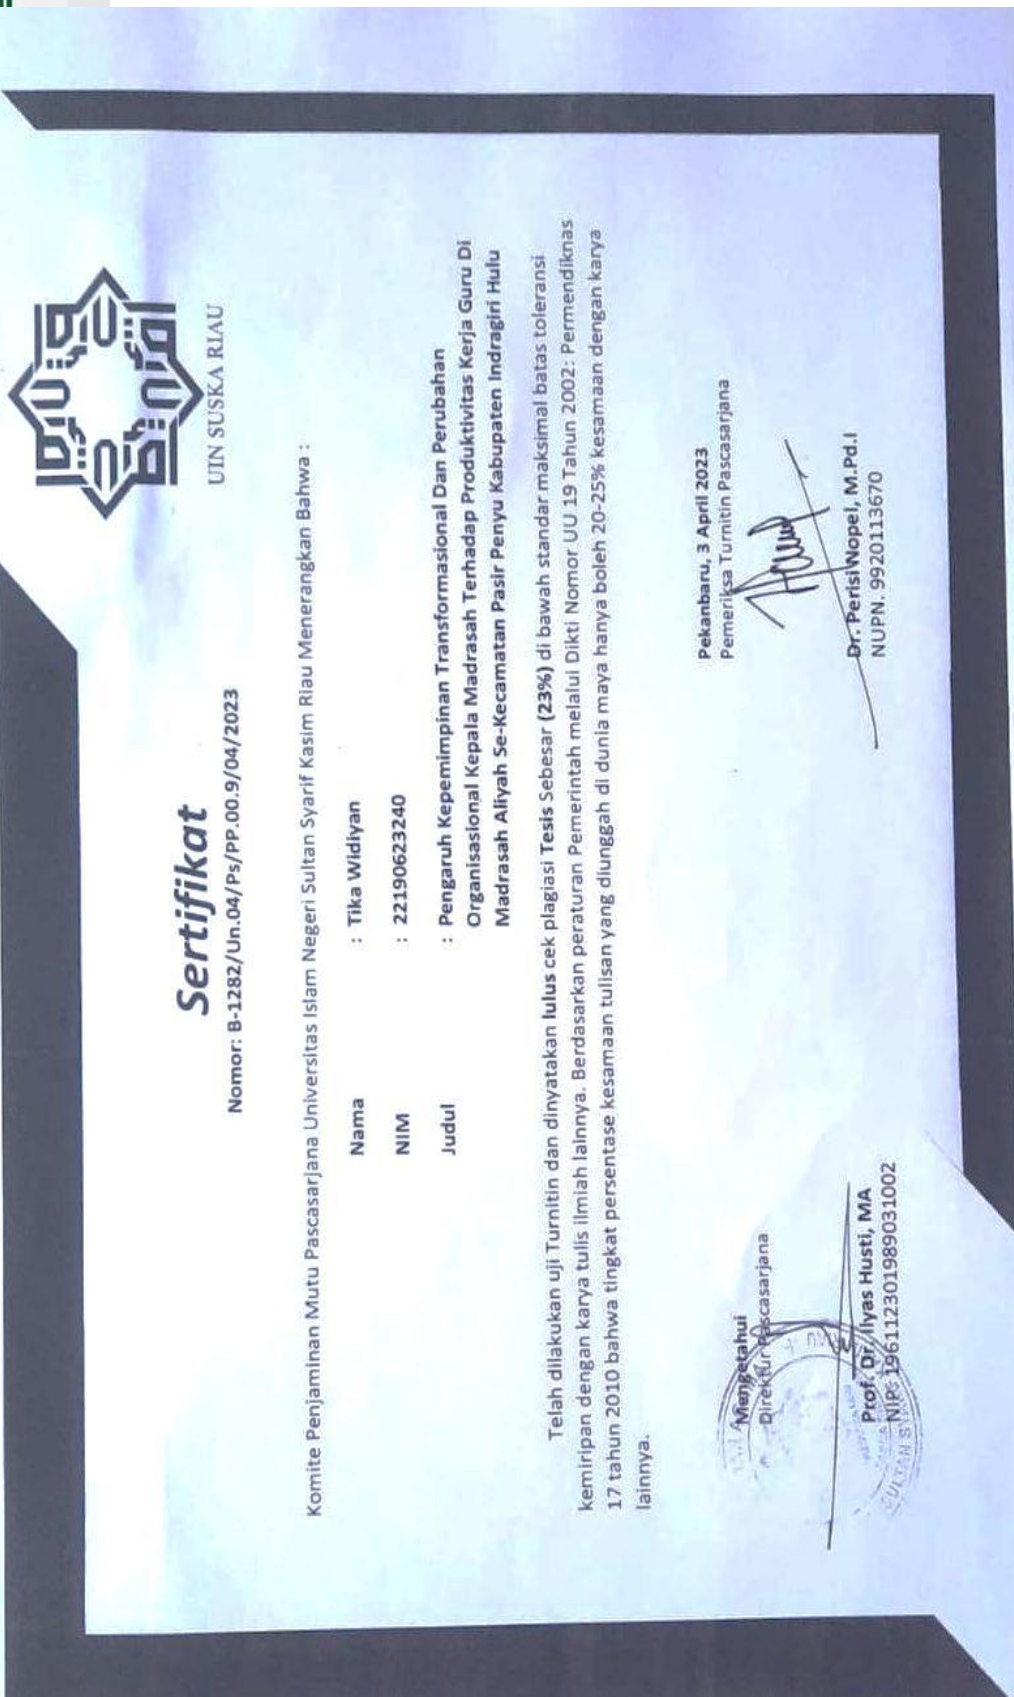 UIN SUSKA RIAU
Sertifikat
Nomor: B-1282/Un.04/Ps/PP.00.9/04/2023
Komite Penjaminan Mutu Pascasarjana Universitas Islam Negeri Sultan Syarif Kasim Riau Menerangkan Bahwa :
Nama : Tika Widiyan
NIM : 22190623240
Judul : Pengaruh Kepemimpinan Transformasional Dan Perubahan
Organisasional Kepala Madrasah Terhadap Produktivitas Kerja Guru Di
Madrasah Aliyah Se-Kecamatan Pasir Penyu Kabupaten Indragiri Hulu
Telah dilakukan uji Turnitin dan dinyatakan lulus cek plagiasi Tesis Sebesar (23%) di bawah standar maksimal batas toleransi
kemiripan dengan karya tulis ilmiah lainnya. Berdasarkan peraturan Pemerintah melalui Dikti Nomor UU 19 Tahun 2002: Permendiknas
17 tahun 2010 bahwa tingkat persentase kesamaan tulisan yang diunggah di dunia maya hanya boleh 20-25% kesamaan dengan karya
lainnya.
Pekanbaru, 3 April 2023
Pemeriksa Turnitin Pascasarjana
Dr. Perisi Nopel, M.Pd.I
NUPN. 9920113670
Mengetahui
Direktur Pascasarjana
Prof. Dr. Ilyas Husti, MA
NIP. 196112301989031002
SULTAN